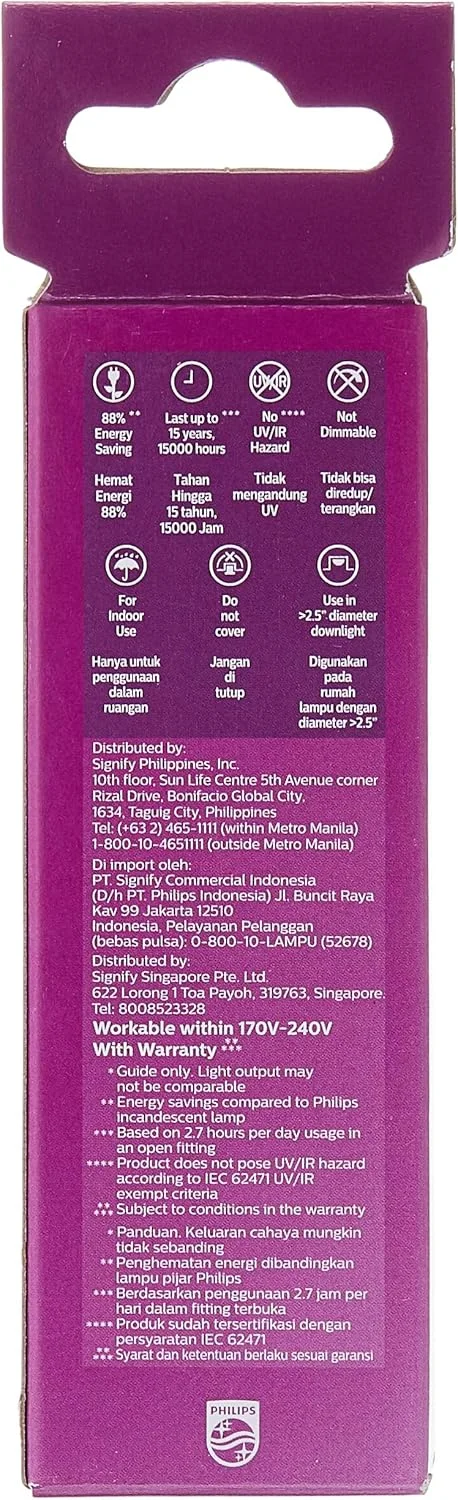 UV/IR
88% **
Energy
Saving
Last up to ***
15 years,
15000 hours
No ****
UV/IR
Hazard
Not
Dimmable
Hemat
Energi
88%
Tahan
Hingga
15 tahun,
15000 Jam
Tidak
mengandung
UV
Tidak bisa
diredup/
terangkan
For
Indoor
Use
Do
not
cover
Use in
>2.5" diameter
downlight
Hanya untuk
penggunaan
dalam
ruangan
Jangan
di
tutup
Digunakan
pada
rumah
lampu dengan
diameter >2.5"
Distributed by:
Signify Philippines, Inc.
10th floor, Sun Life Centre 5th Avenue corner
Rizal Drive, Bonifacio Global City,
1634, Taguig City, Philippines
Tel: (+63 2) 465-1111 (within Metro Manila)
1-800-10-4651111 (outside Metro Manila)
Di import oleh:
PT. Signify Commercial Indonesia
(D/h PT. Philips Indonesia) Jl. Buncit Raya
Kav 99 Jakarta 12510
Indonesia, Pelayanan Pelanggan
(bebas pulsa): 0-800-10-LAMPU (52678)
Distributed by:
Signify Singapore Pte. Ltd.
622 Lorong 1 Toa Payoh, 319763, Singapore.
Tel: 8008523328
Workable within 170V-240V
With Warranty *****
* Guide only. Light output may
not be comparable
** Energy savings compared to Philips
incandescent lamp
*** Based on 2.7 hours per day usage in
an open fitting
**** Product does not pose UV/IR hazard
according to IEC 62471 UV/IR
exempt criteria
***** Subject to conditions in the warranty
* Panduan. Keluaran cahaya mungkin
tidak sebanding
** Penghematan energi dibandingkan
lampu pijar Philips
*** Berdasarkan penggunaan 2.7 jam per
hari dalam fitting terbuka
**** Produk sudah tersertifikasi dengan
persyaratan IEC 62471
***** Syarat dan ketentuan berlaku sesuai garansi
PHILIPS